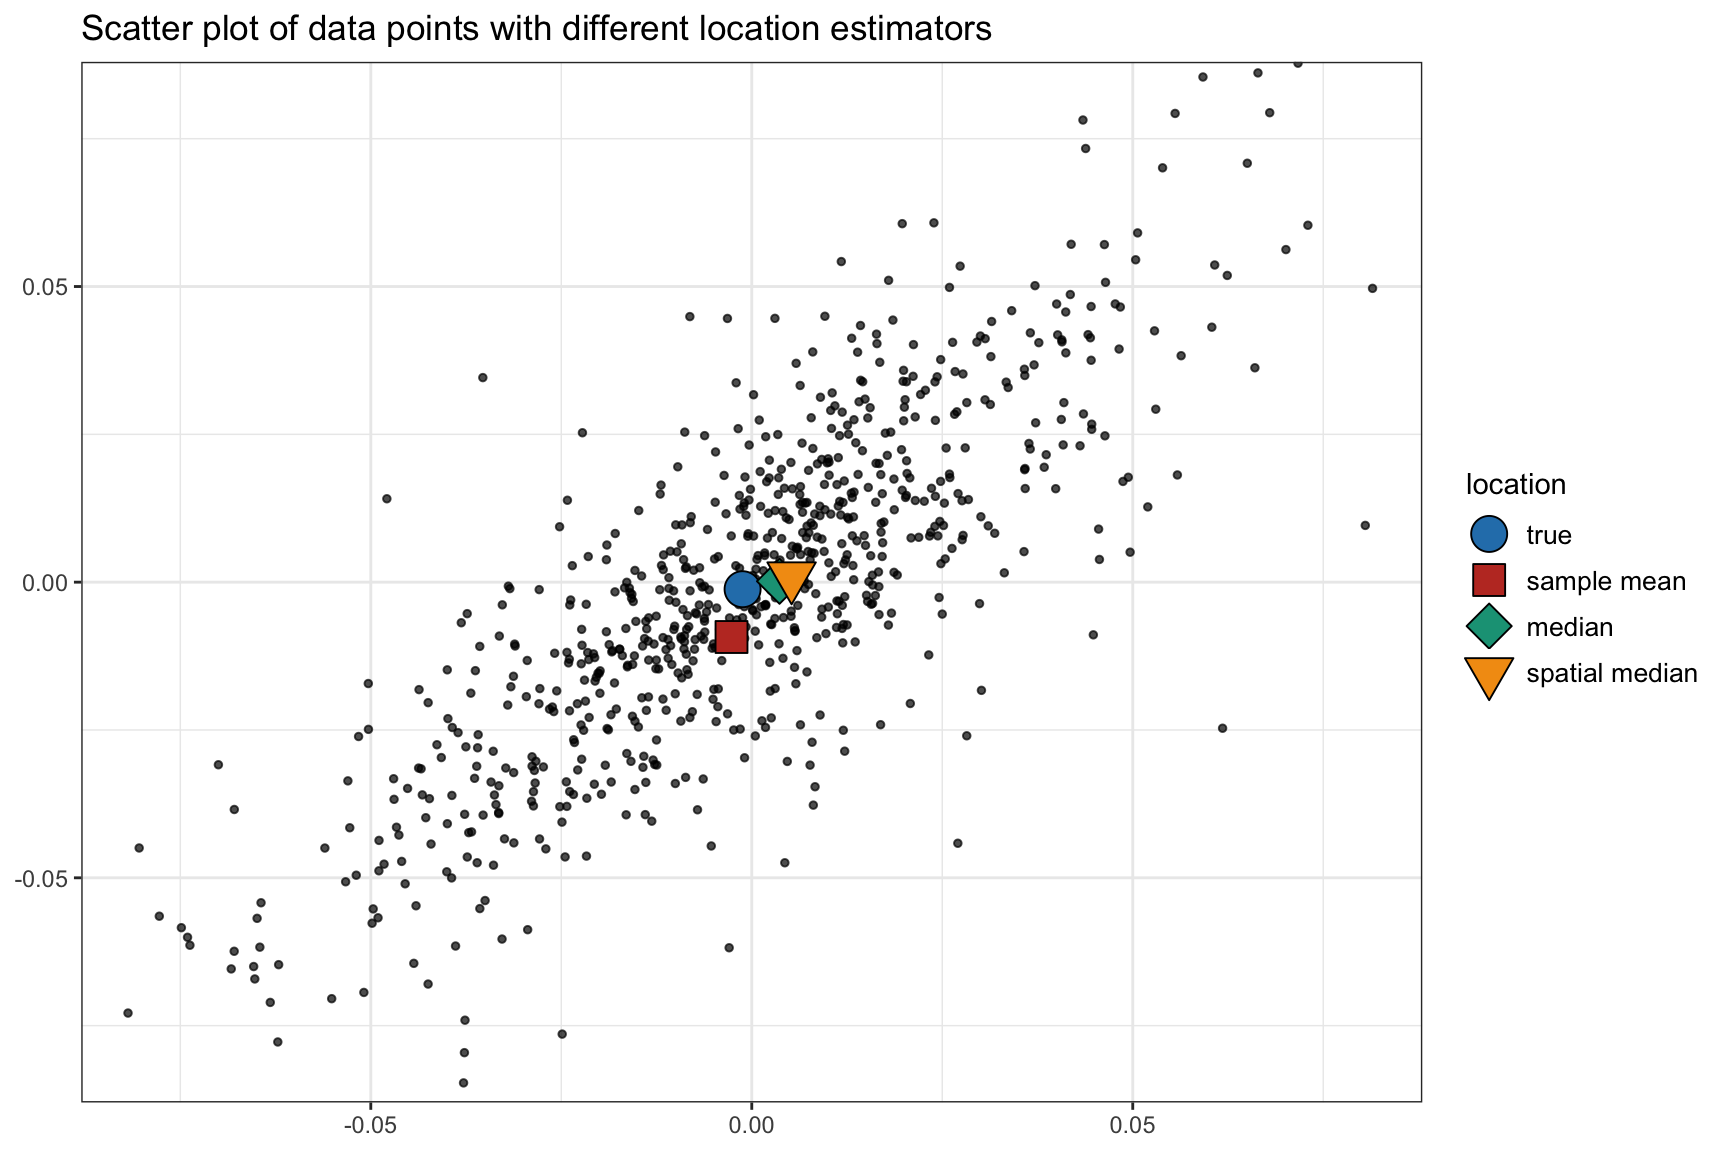 Scatter plot of data points with different location estimators
0.05
0.00
-0.05
-0.05
0.00
0.05
location
true
sample mean
median
spatial median